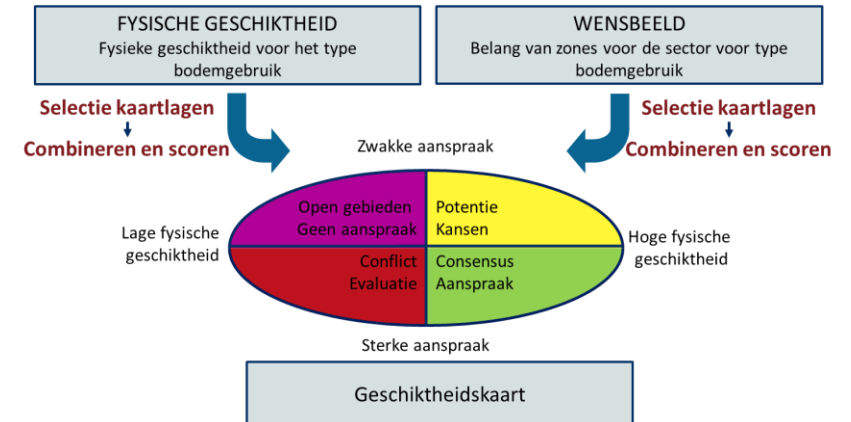 FYSISCHE GESCHIKTHEID
Fysieke geschiktheid voor het type
bodemgebruik
WENSBEELD
Belang van zones voor de sector voor type
bodemgebruik
Selectie kaartlagen
Combineren en scoren
Selectie kaartlagen
Combineren en scoren
Zwakke aanspraak
Open gebieden
Geen aanspraak
Potentie
Kansen
Lage fysische
geschiktheid
Hoge fysische
geschiktheid
Conflict
Evaluatie
Consensus
Aanspraak
Sterke aanspraak
Geschiktheidskaart